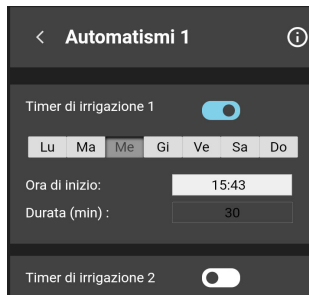 Automatismi 1
Timer di irrigazione 1
Lu Ma Me Gi Ve Sa Do
Ora di inizio: 15:43
Durata (min) : 30
Timer di irrigazione 2